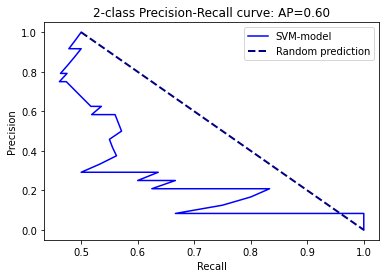 2-class Precision-Recall curve: AP=0.60
SVM-model
Random prediction
Precision
1.0
0.8
0.6
0.4
0.2
0.0
0.5
0.6
0.7
0.8
0.9
1.0
Recall